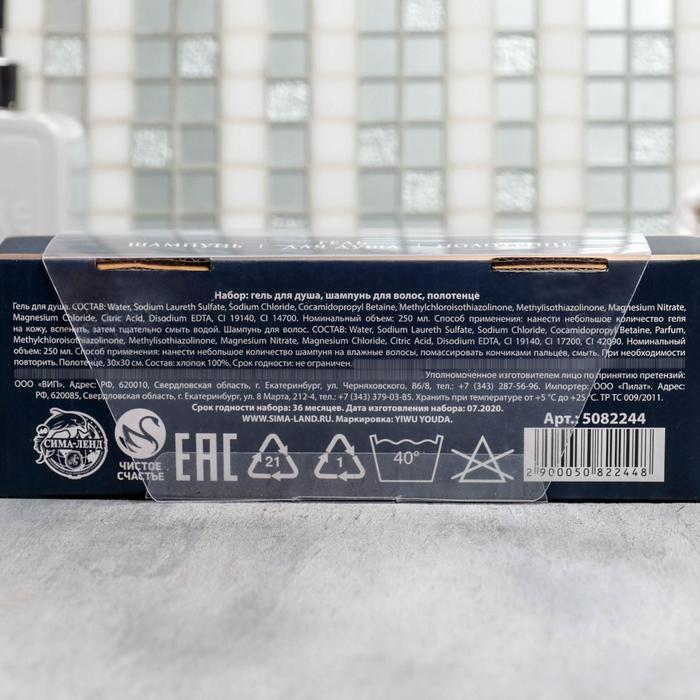 ШАМПУНЬ | ГЕЛЬ ДЛЯ ДУША | ПОЛОТЕНЦЕ
Набор: гель для душа, шампунь для волос, полотенце
Гель для душа. СОСТАВ: Water, Sodium Laureth Sulfate, Sodium Chloride, Cocamidopropyl Betaine, Methylchloroisothiazolinone, Methylisothiazolinone, Magnesium Nitrate,
Magnesium Chloride, Citric Acid, Disodium EDTA, CI 19140, CI 14700. Номинальный объем: 250 мл. Способ применения: нанести небольшое количество геля
на кожу, вспенить, затем тщательно смыть водой. Шампунь для волос. СОСТАВ: Water, Sodium Laureth Sulfate, Sodium Chloride, Cocamidopropyl Betaine, Parfum,
Methylchloroisothiazolinone, Methylisothiazolinone, Magnesium Nitrate, Magnesium Chloride, Citric Acid, Disodium EDTA, CI 19140, CI 17200, CI 42090. Номинальный
объем: 250 мл. Способ применения: нанести небольшое количество шампуня на влажные волосы, помассировать кончиками пальцев, смыть. При необходимости
повторить. Полотенце, 30х30 см. Состав: хлопок 100%. Срок годности: не ограничен.
Уполномоченное изготовителем лицо по принятию претензий:
ООО «ВИП». Адрес: РФ, 620010, Свердловская область, г. Екатеринбург, ул. Черняховского, 86/8, тел.: +7 (343) 287-56-96. Импортер: ООО «Пилат». Адрес:
РФ, 620085, Свердловская область, г. Екатеринбург, ул. 8 Марта, 212-4, тел.: +7 (343) 379-03-85. Хранить при температуре от +5 °С до +25 °С. ТР ТС 009/2011.
Срок годности набора: 36 месяцев. Дата изготовления набора: 07.2020.
WWW.SIMA-LAND.RU. Маркировка: YIWU YOUDA.
Арт.: 5082244
СИМА-ЛЕНД
ЧИСТОЕ
СЧАСТЬЕ
EAC
21
1
40°
2 900050 822448